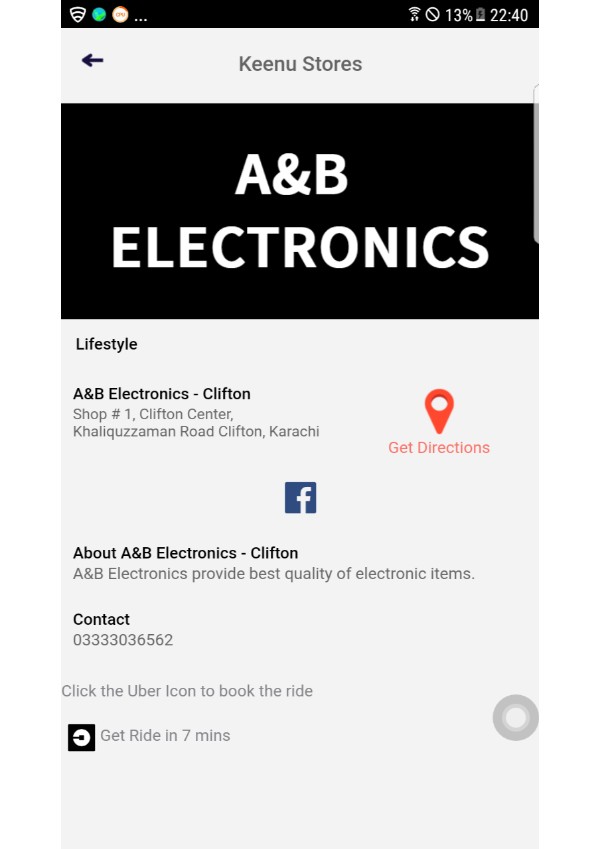 ... 13% 22:40
Keenu Stores
A&B
ELECTRONICS
Lifestyle
A&B Electronics - Clifton
Shop # 1, Clifton Center,
Khaliquzzaman Road Clifton, Karachi
Get Directions
f
About A&B Electronics - Clifton
A&B Electronics provide best quality of electronic items.
Contact
03333036562
Click the Uber Icon to book the ride
Get Ride in 7 mins